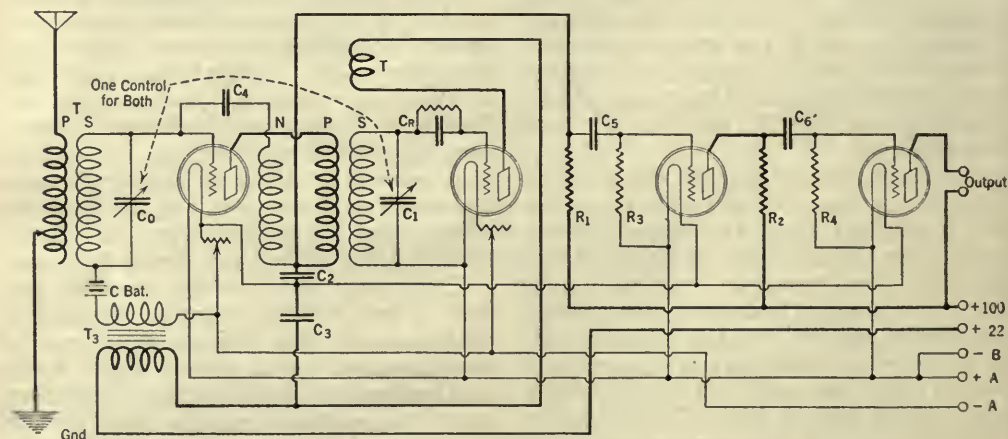 T
One Control
for Both
P
T
S
C4
N
P
S
CR
C5
C6'
Output
C0
C1
R1
R3
R2
R4
C Bat.
C2
T3
C3
+100
+ 22
- B
+ A
- A
Gnd